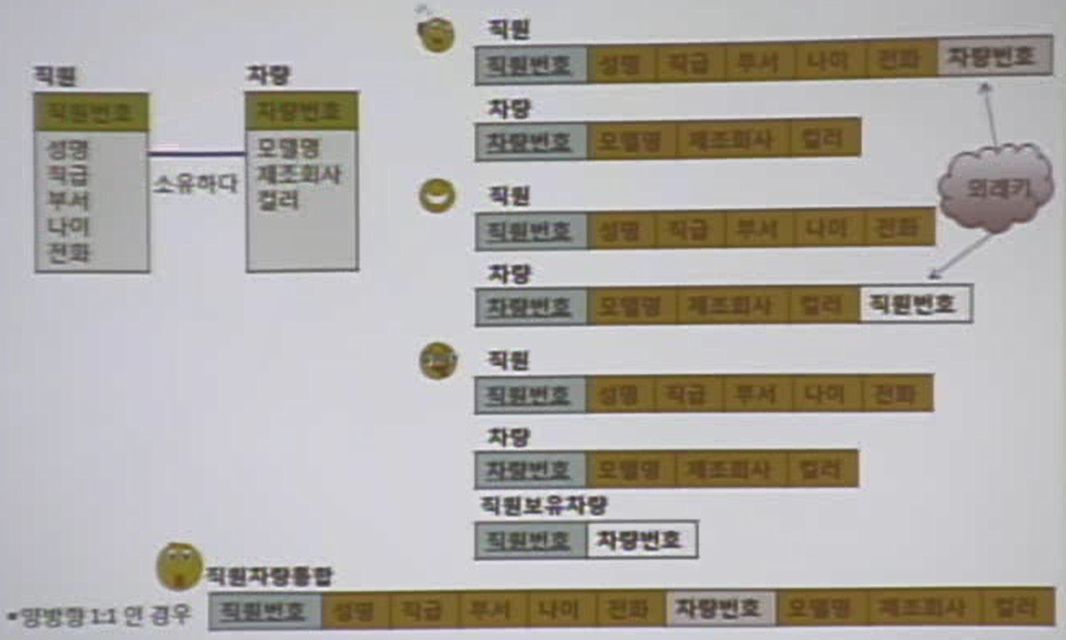 직원
직원번호
성명
직급
부서
나이
전화
소유하다
차량
차량번호
모델명
제조회사
컬러
직원
직원번호 성명 직급 부서 나이 전화 차량번호
차량
차량번호 모델명 제조회사 컬러
외래키
직원
직원번호 성명 직급 부서 나이 전화
차량
차량번호 모델명 제조회사 컬러 직원번호
직원
직원번호 성명 직급 부서 나이 전화
차량
차량번호 모델명 제조회사 컬러
직원보유차량
직원번호 차량번호
직원차량통합
▪양방향 1:1 인 경우
직원번호 성명 직급 부서 나이 전화 차량번호 모델명 제조회사 컬러